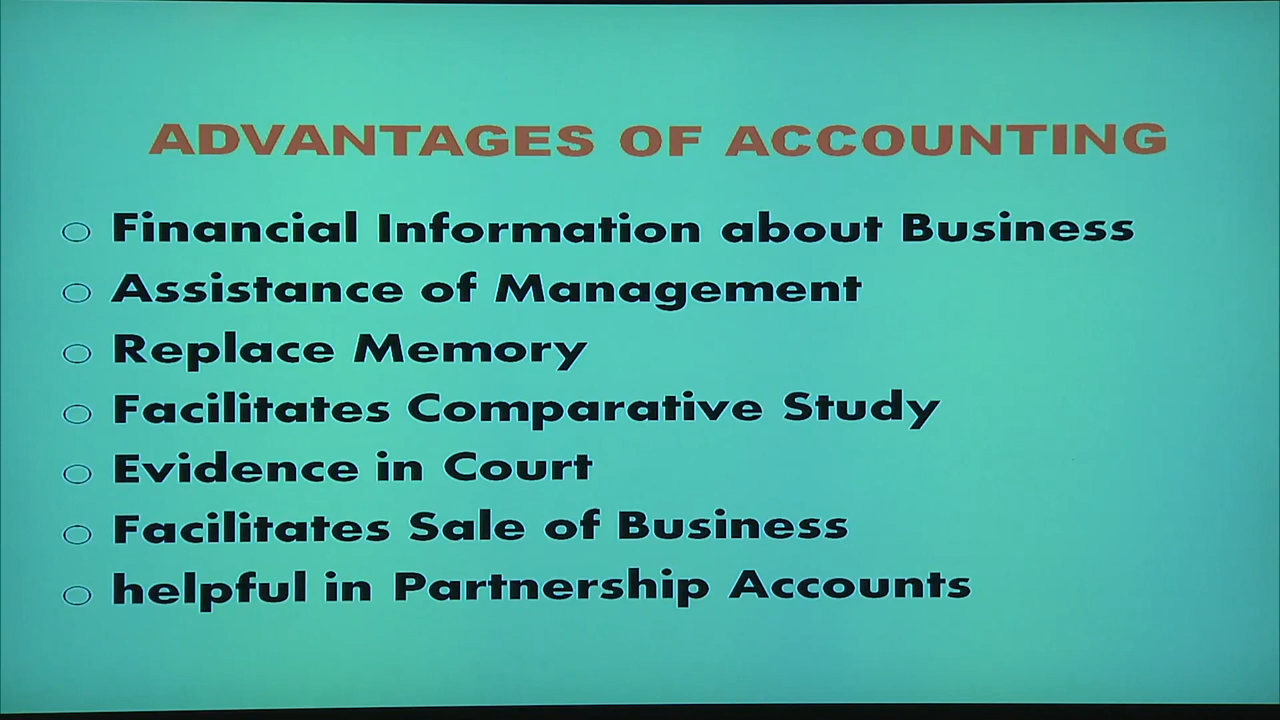 ADVANTAGES OF ACCOUNTING
Financial Information about Business
Assistance of Management
Replace Memory
Facilitates Comparative Study
Evidence in Court
Facilitates Sale of Business
helpful in Partnership Accounts